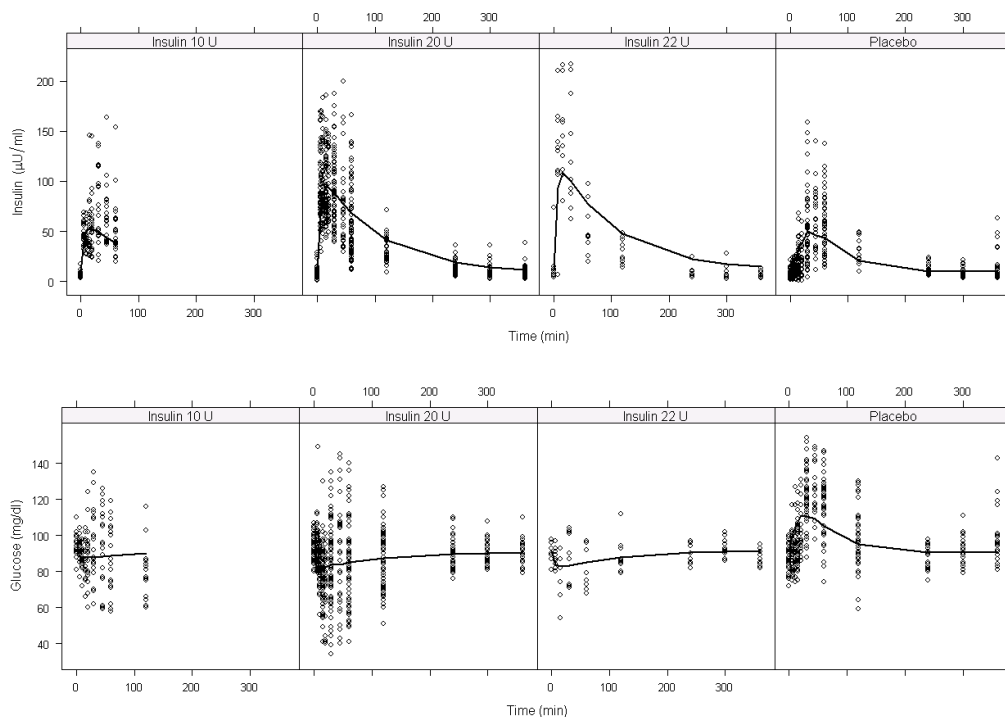 0 100 200 300 0 100 200 300
Insulin 10 U Insulin 20 U Insulin 22 U Placebo
Insulin (µU/ml)
200
150
100
50
0
0 100 200 300 0 100 200 300
Time (min)
0 100 200 300 0 100 200 300
Insulin 10 U Insulin 20 U Insulin 22 U Placebo
Glucose (mg/dl)
140
120
100
80
60
40
0 100 200 300 0 100 200 300
Time (min)